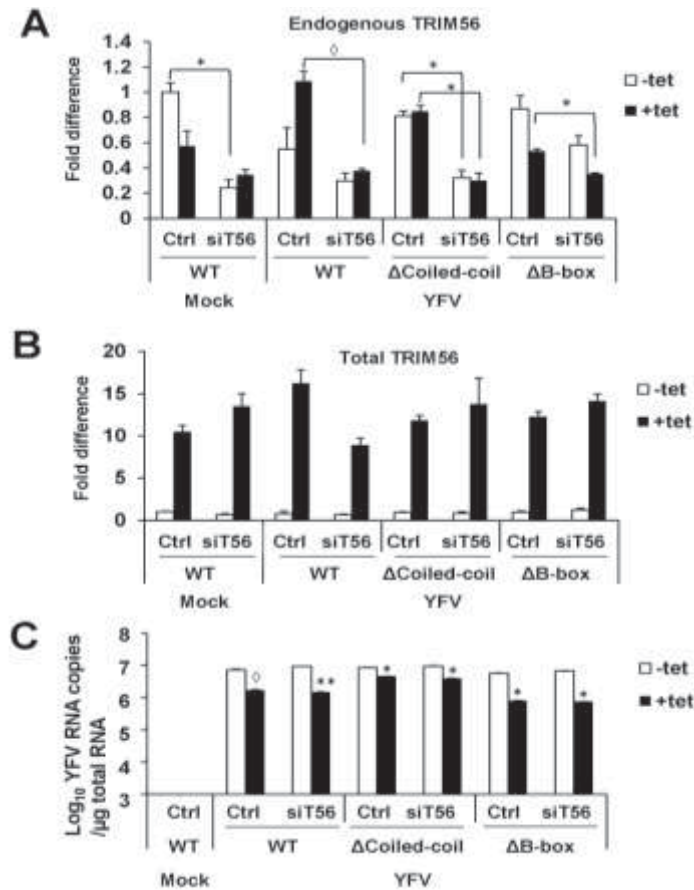 A
Endogenous TRIM56
Fold difference
1.4
1.2
1
0.8
0.6
0.4
0.2
0
*
◊
*
*
*
-tet
+tet
Ctrl siT56 Ctrl siT56 Ctrl siT56 Ctrl siT56
WT WT ΔCoiled-coil ΔB-box
Mock YFV
B
Total TRIM56
Fold difference
20
15
10
5
0
-tet
+tet
Ctrl siT56 Ctrl siT56 Ctrl siT56 Ctrl siT56
WT WT ΔCoiled-coil ΔB-box
Mock YFV
C
Log₁₀ YFV RNA copies
/µg total RNA
8
7
6
5
4
3
◊ ** * * * *
-tet
+tet
Ctrl Ctrl siT56 Ctrl siT56 Ctrl siT56
WT WT ΔCoiled-coil ΔB-box
Mock YFV